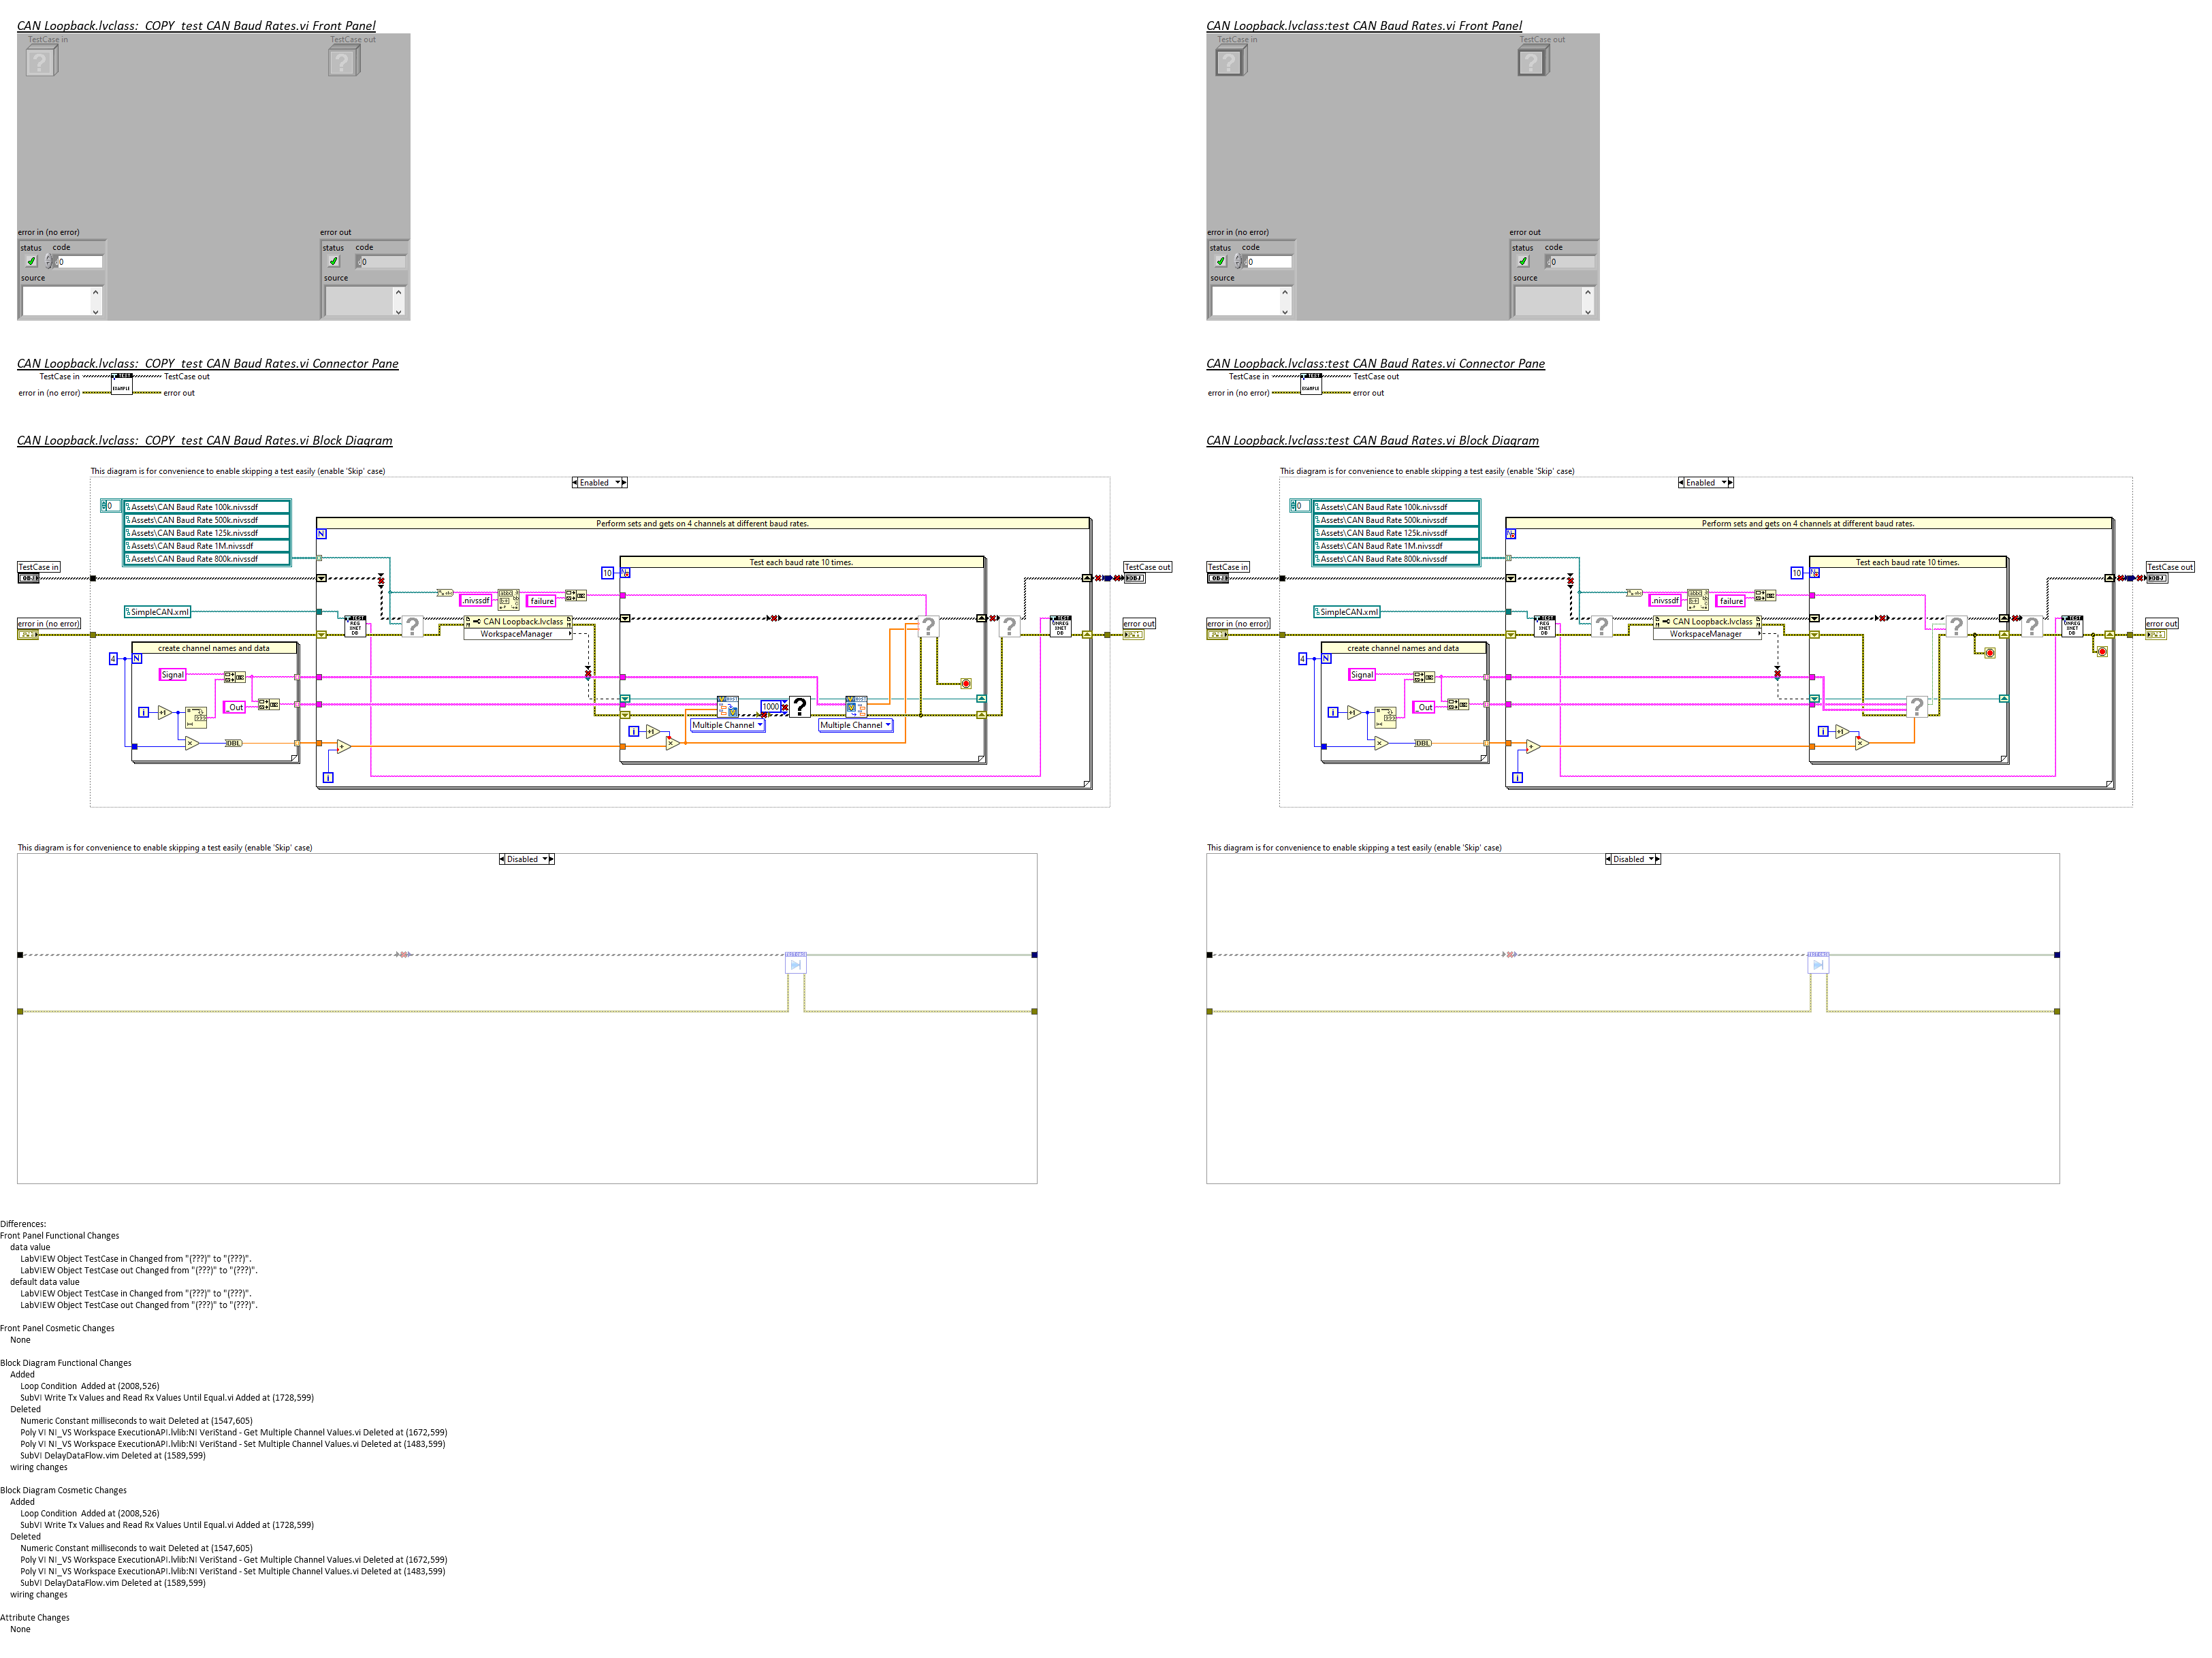 CAN Loopback.lvclass:  COPY  test CAN Baud Rates.vi Front Panel
TestCase in
TestCase out
error in (no error)
status code
0
source
error out
status code
0
source
CAN Loopback.lvclass:  COPY  test CAN Baud Rates.vi Connector Pane
TestCase in
TestCase out
TEST
EXAMPLE
error in (no error)
error out
CAN Loopback.lvclass:  COPY  test CAN Baud Rates.vi Block Diagram
This diagram is for convenience to enable skipping a test easily (enable 'Skip' case)
Enabled
0
Assets\CAN Baud Rate 100k.nivssdf
Assets\CAN Baud Rate 500k.nivssdf
Assets\CAN Baud Rate 125k.nivssdf
Assets\CAN Baud Rate 1M.nivssdf
Assets\CAN Baud Rate 800k.nivssdf
Perform sets and gets on 4 channels at different baud rates.
N
Test each baud rate 10 times.
10
TestCase in
OBJ
TestCase out
OBJ
.nivssdf
failure
SimpleCAN.xml
error in (no error)
error out
CAN Loopback.lvclass
WorkspaceManager
create channel names and data
4
N
Signal
_Out
i
+1
DBL
1000
Multiple Channel
Multiple Channel
i
+1
i
This diagram is for convenience to enable skipping a test easily (enable 'Skip' case)
Disabled
CAN Loopback.lvclass:test CAN Baud Rates.vi Front Panel
TestCase in
TestCase out
error in (no error)
status code
0
source
error out
status code
0
source
CAN Loopback.lvclass:test CAN Baud Rates.vi Connector Pane
TestCase in
TestCase out
TEST
EXAMPLE
error in (no error)
error out
CAN Loopback.lvclass:test CAN Baud Rates.vi Block Diagram
This diagram is for convenience to enable skipping a test easily (enable 'Skip' case)
Enabled
0
Assets\CAN Baud Rate 100k.nivssdf
Assets\CAN Baud Rate 500k.nivssdf
Assets\CAN Baud Rate 125k.nivssdf
Assets\CAN Baud Rate 1M.nivssdf
Assets\CAN Baud Rate 800k.nivssdf
Perform sets and gets on 4 channels at different baud rates.
N
Test each baud rate 10 times.
10
TestCase in
OBJ
TestCase out
OBJ
.nivssdf
failure
SimpleCAN.xml
error in (no error)
error out
CAN Loopback.lvclass
WorkspaceManager
create channel names and data
4
N
Signal
_Out
i
+1
DBL
i
+1
i
This diagram is for convenience to enable skipping a test easily (enable 'Skip' case)
Disabled
Differences:
Front Panel Functional Changes
data value
LabVIEW Object TestCase in Changed from "(???)" to "(???)".
LabVIEW Object TestCase out Changed from "(???)" to "(???)".
default data value
LabVIEW Object TestCase in Changed from "(???)" to "(???)".
LabVIEW Object TestCase out Changed from "(???)" to "(???)".
Front Panel Cosmetic Changes
None
Block Diagram Functional Changes
Added
Loop Condition  Added at (2008,526)
SubVI Write Tx Values and Read Rx Values Until Equal.vi Added at (1728,599)
Deleted
Numeric Constant milliseconds to wait Deleted at (1547,605)
Poly VI NI_VS Workspace ExecutionAPI.lvlib:NI VeriStand - Get Multiple Channel Values.vi Deleted at (1672,599)
Poly VI NI_VS Workspace ExecutionAPI.lvlib:NI VeriStand - Set Multiple Channel Values.vi Deleted at (1483,599)
SubVI DelayDataFlow.vim Deleted at (1589,599)
wiring changes
Block Diagram Cosmetic Changes
Added
Loop Condition  Added at (2008,526)
SubVI Write Tx Values and Read Rx Values Until Equal.vi Added at (1728,599)
Deleted
Numeric Constant milliseconds to wait Deleted at (1547,605)
Poly VI NI_VS Workspace ExecutionAPI.lvlib:NI VeriStand - Get Multiple Channel Values.vi Deleted at (1672,599)
Poly VI NI_VS Workspace ExecutionAPI.lvlib:NI VeriStand - Set Multiple Channel Values.vi Deleted at (1483,599)
SubVI DelayDataFlow.vim Deleted at (1589,599)
wiring changes
Attribute Changes
None